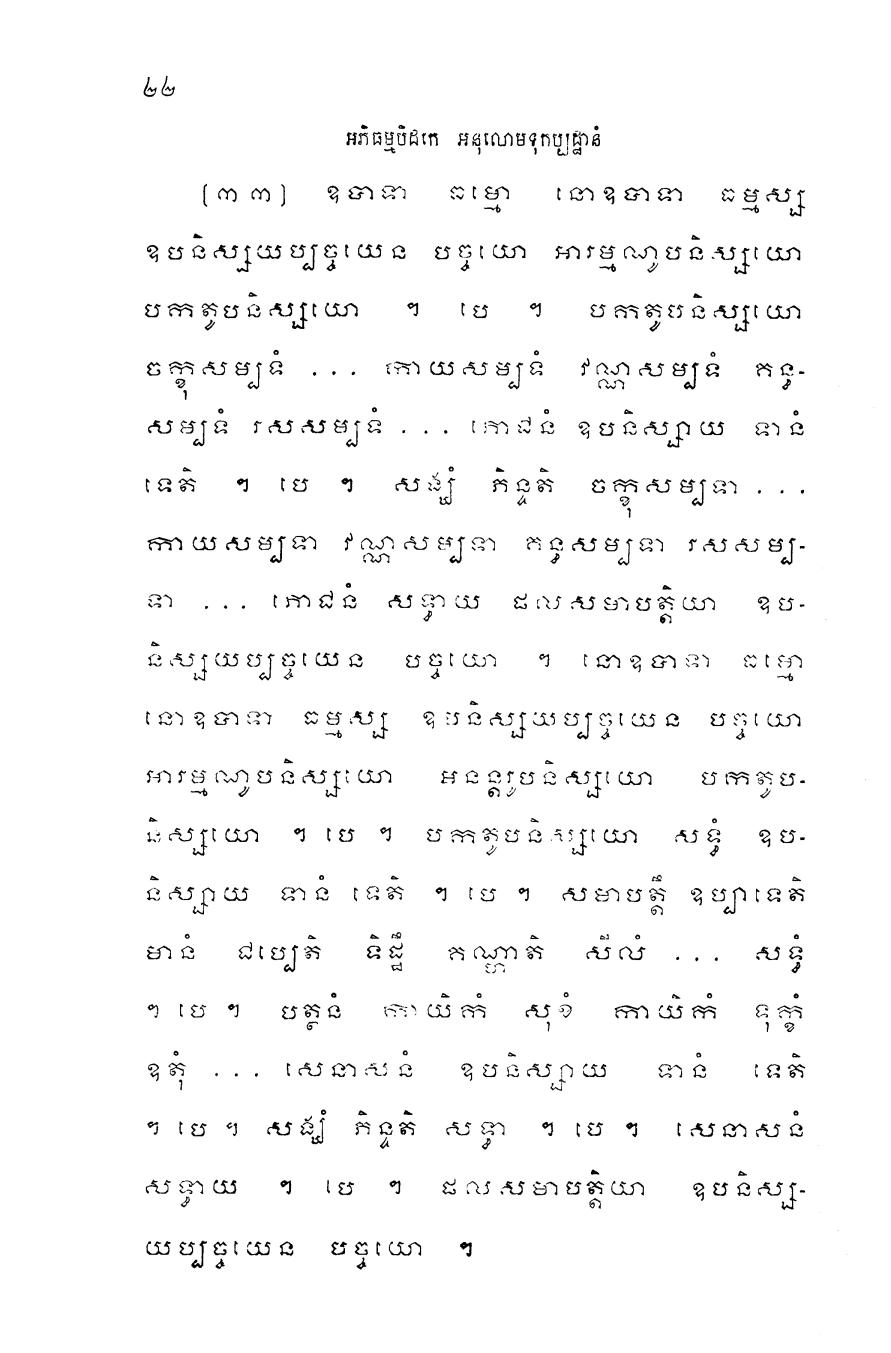 ២២
អភិធម្មបិដកេ អនុលោមទុកប្បដ្ឋានំ
[៣៣] ឧបាទា ធម្មោ នោឧបាទា ធម្មស្ស
ឧបនិស្សយប្បច្ចយេន បច្ចយោ អារម្មណូបនិស្សយោ
បកតូបនិស្សយោ ។ បេ ។ បកតូបនិស្សយោ
ចក្ខុសម្បទំ ... កាយសម្បទំ វណ្ណសម្បទំ គន្ធ-
សម្បទំ រសសម្បទំ ... ភោជនំ ឧបនិស្សាយ ទានំ
ទេតិ ។ បេ ។ សង្ឃំ ភិន្ទតិ ចក្ខុសម្បទា ...
កាយសម្បទា វណ្ណសម្បទា គន្ធសម្បទា រសសម្ប-
ទា ... ភោជនំ សទ្ធាយ ផលសមាបត្តិយា ឧប-
និស្សយប្បច្ចយេន បច្ចយោ ។ នោឧបាទា ធម្មោ
នោឧបាទា ធម្មស្ស ឧបនិស្សយប្បច្ចយេន បច្ចយោ
អារម្មណូបនិស្សយោ អនន្តរូបនិស្សយោ បកតូប-
និស្សយោ ។ បេ ។ បកតូបនិស្សយោ សទ្ធំ ឧប-
និស្សាយ ទានំ ទេតិ ។ បេ ។ សមាបត្តឹ ឧប្បាទេតិ
មានំ ជប្បេតិ ទិដ្ឋឹ គណ្ហាតិ សីលំ ... សទ្ធំ
។ បេ ។ បត្ថនំ កាយិកំ សុខំ កាយិកំ ទុក្ខំ
ឧតុំ ... សេនាសនំ ឧបនិស្សាយ ទានំ ទេតិ
។ បេ ។ សង្ឃំ ភិន្ទតិ សទ្ធា ។ បេ ។ សេនាសនំ
សទ្ធាយ ។ បេ ។ ផលសមាបត្តិយា ឧបនិស្ស-
យប្បច្ចយេន បច្ចយោ ។